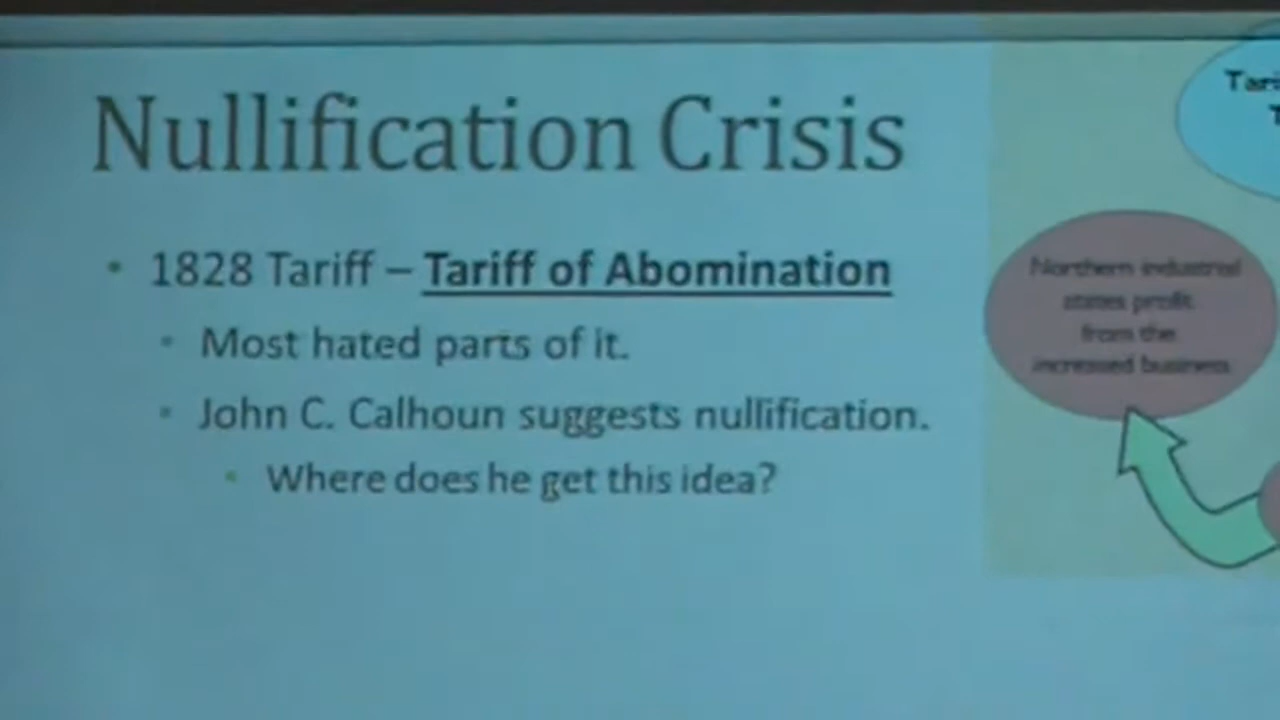 Nullification Crisis
• 1828 Tariff – Tariff of Abomination
• Most hated parts of it.
• John C. Calhoun suggests nullification.
• Where does he get this idea?
Northern industrial
states profit
from the
increased business